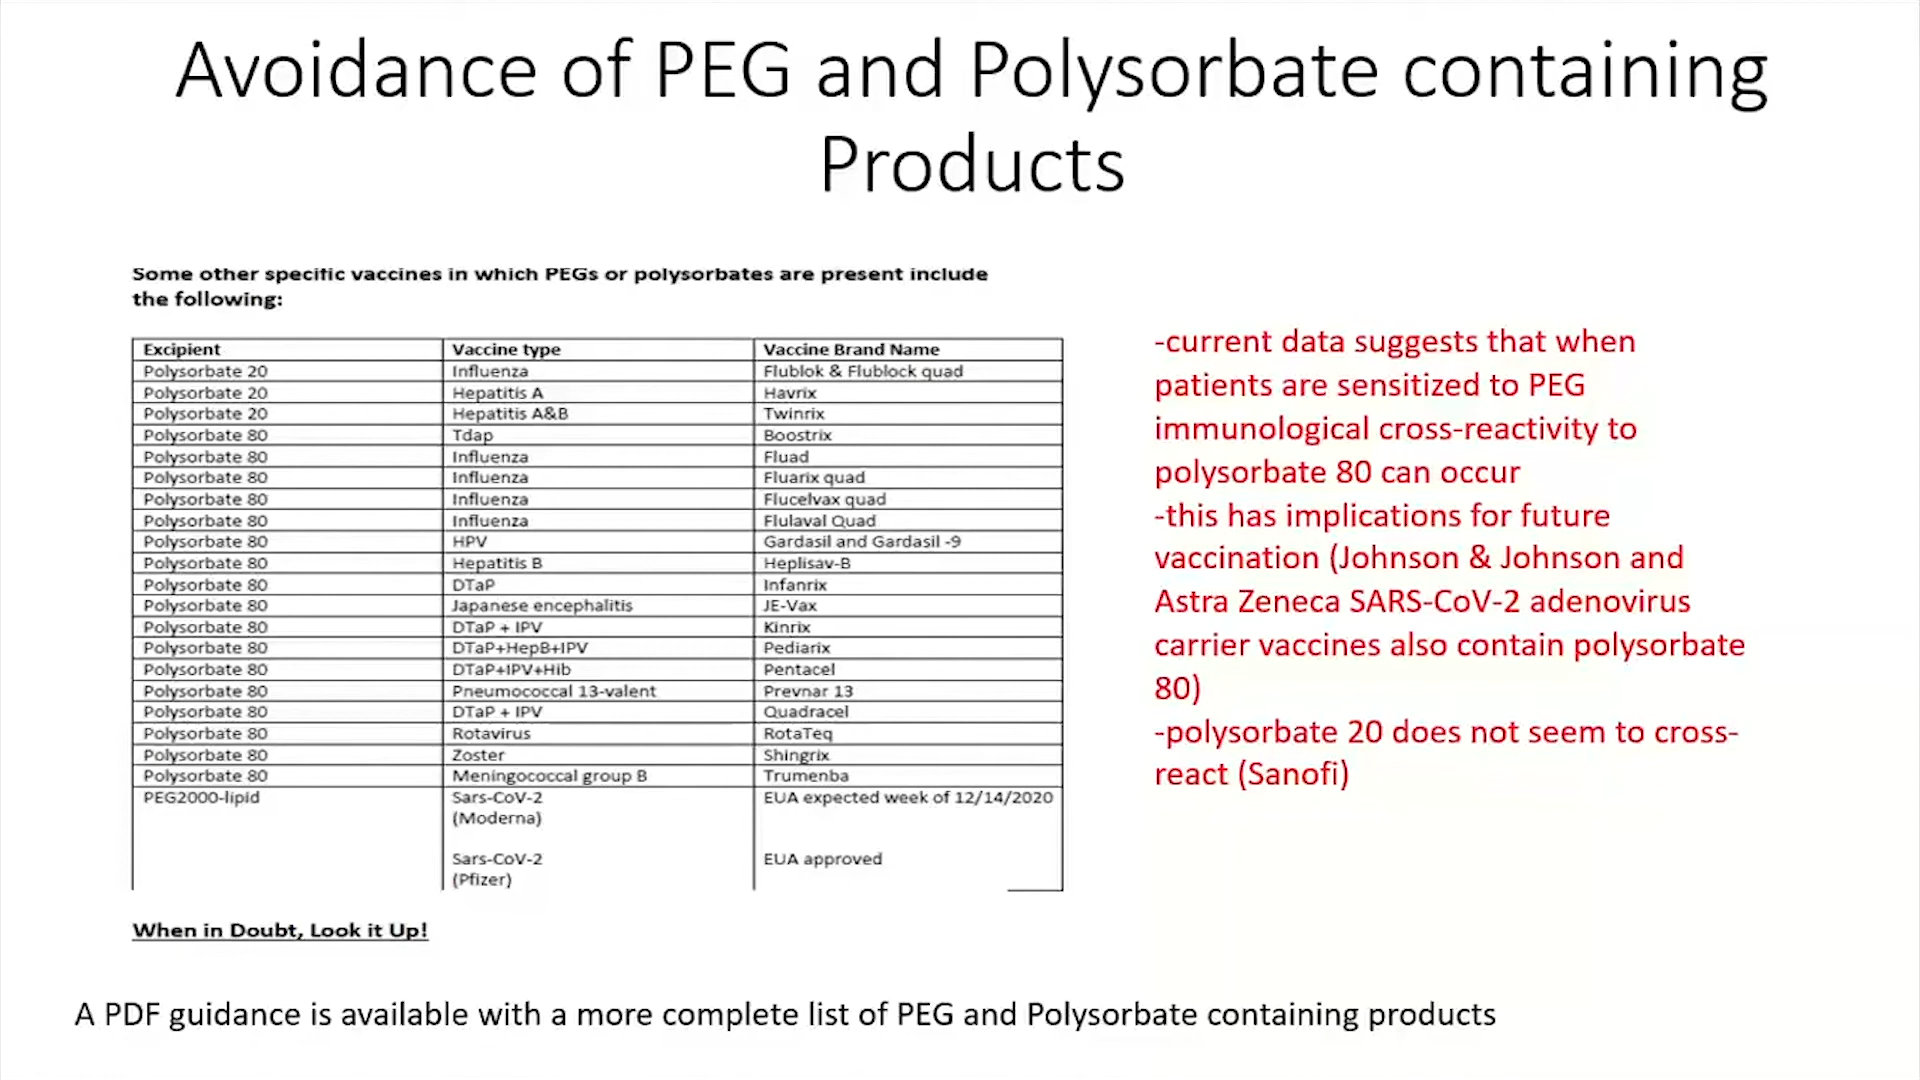 Avoidance of PEG and Polysorbate containing
Products
Some other specific vaccines in which PEGs or polysorbates are present include
the following:
Excipient Vaccine type Vaccine Brand Name
Polysorbate 20 Influenza Flublok & Flublock quad
Polysorbate 20 Hepatitis A Havrix
Polysorbate 20 Hepatitis A&B Twinrix
Polysorbate 80 Tdap Boostrix
Polysorbate 80 Influenza Fluad
Polysorbate 80 Influenza Fluarix quad
Polysorbate 80 Influenza Flucelvax quad
Polysorbate 80 Influenza Flulaval Quad
Polysorbate 80 HPV Gardasil and Gardasil -9
Polysorbate 80 Hepatitis B Heplisav-B
Polysorbate 80 DTaP Infanrix
Polysorbate 80 Japanese encephalitis JE-Vax
Polysorbate 80 DTaP + IPV Kinrix
Polysorbate 80 DTaP+HepB+IPV Pediarix
Polysorbate 80 DTaP+IPV+Hib Pentacel
Polysorbate 80 Pneumococcal 13-valent Prevnar 13
Polysorbate 80 DTaP + IPV Quadracel
Polysorbate 80 Rotavirus RotaTeq
Polysorbate 80 Zoster Shingrix
Polysorbate 80 Meningococcal group B Trumenba
PEG2000-lipid Sars-CoV-2 EUA expected week of 12/14/2020
(Moderna)
Sars-CoV-2 EUA approved
(Pfizer)
When in Doubt, Look it Up!
-current data suggests that when
patients are sensitized to PEG
immunological cross-reactivity to
polysorbate 80 can occur
-this has implications for future
vaccination (Johnson & Johnson and
Astra Zeneca SARS-CoV-2 adenovirus
carrier vaccines also contain polysorbate
80)
-polysorbate 20 does not seem to cross-
react (Sanofi)
A PDF guidance is available with a more complete list of PEG and Polysorbate containing products